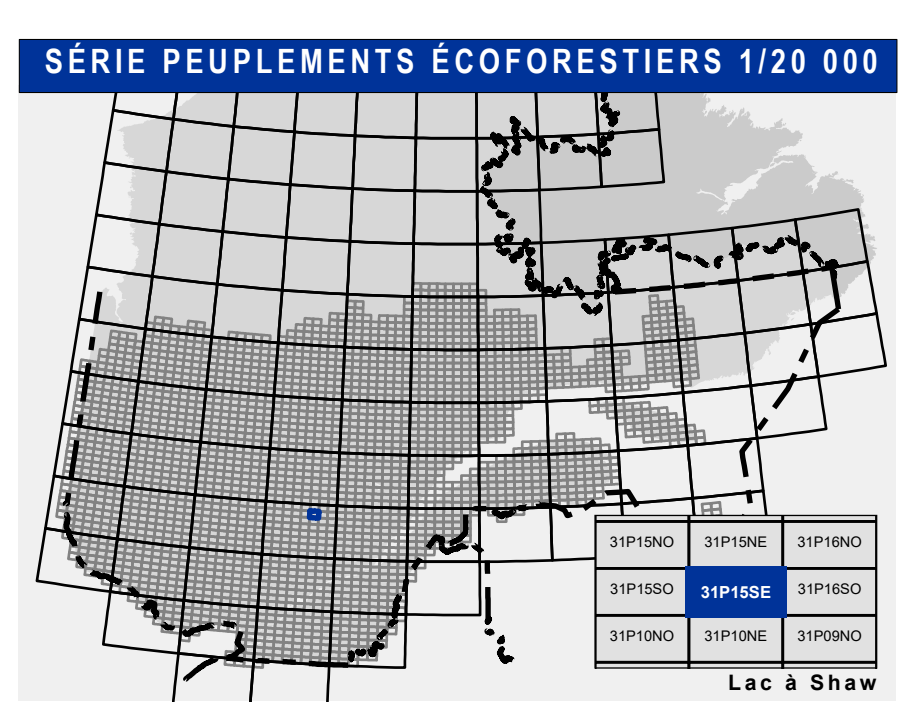 SÉRIE PEUPLEMENTS ÉCOFORESTIERS 1/20 000
31P15NO 31P15NE 31P16NO
31P15SO 31P15SE 31P16SO
31P10NO 31P10NE 31P09NO
Lac à Shaw